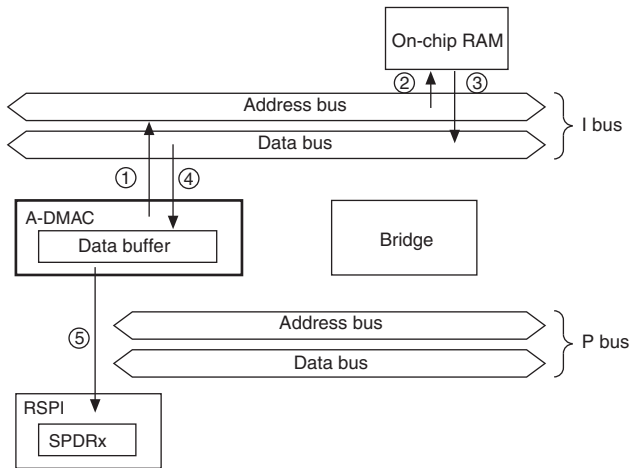 On-chip RAM
② ③
Address bus
I bus
Data bus
① ④
A-DMAC
Data buffer
Bridge
Address bus
⑤
P bus
Data bus
RSPI
SPDRx